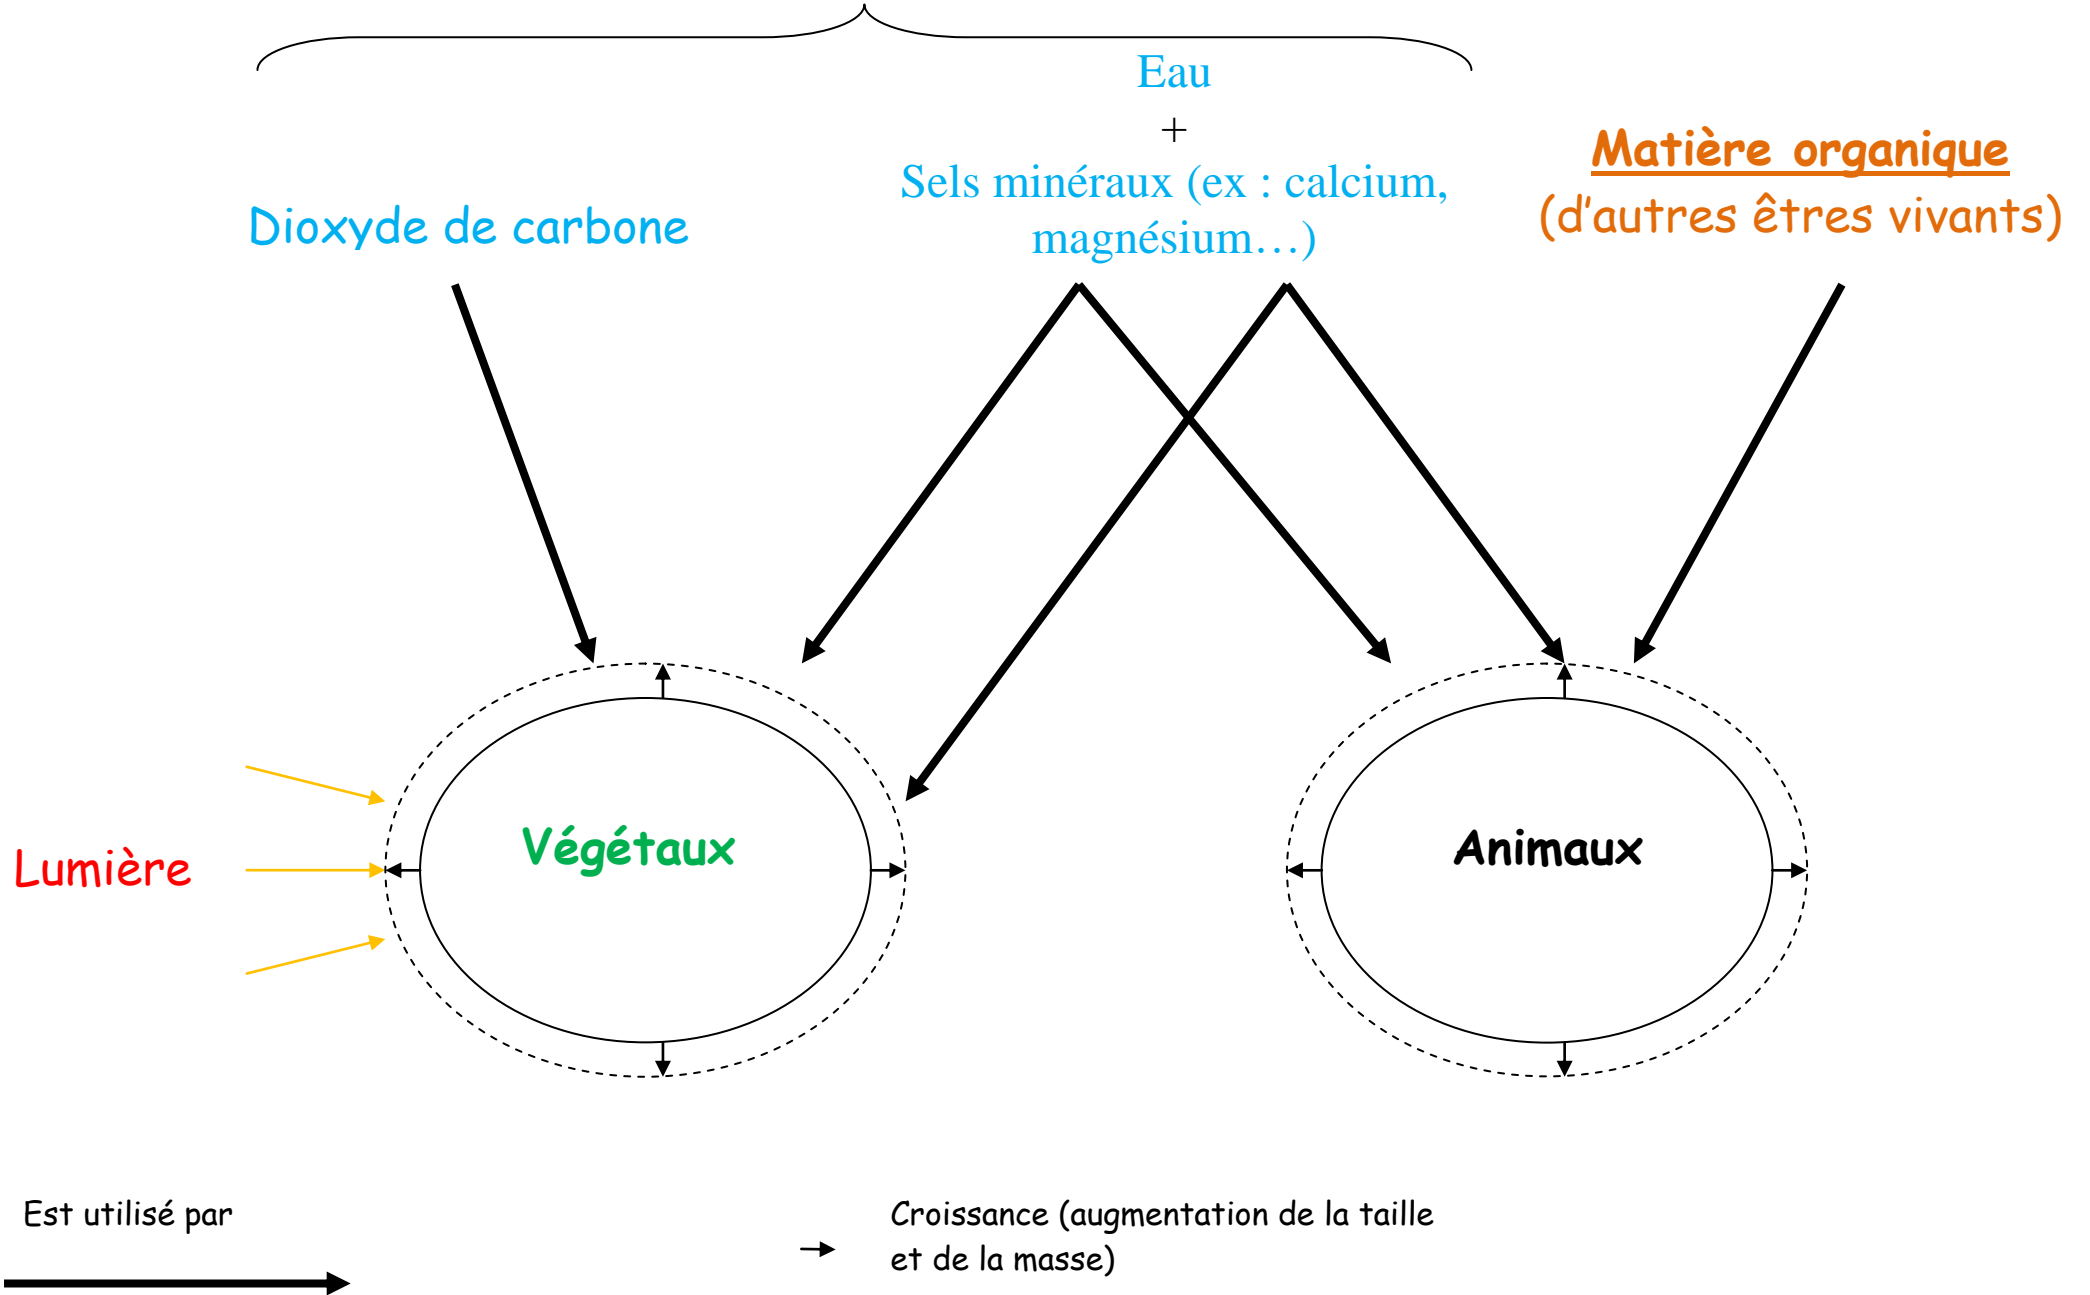 Eau
+
Sels minéraux (ex : calcium,
magnésium…)
Dioxyde de carbone
Matière organique
(d’autres êtres vivants)
Lumière
Végétaux
Animaux
Est utilisé par
Croissance (augmentation de la taille
et de la masse)